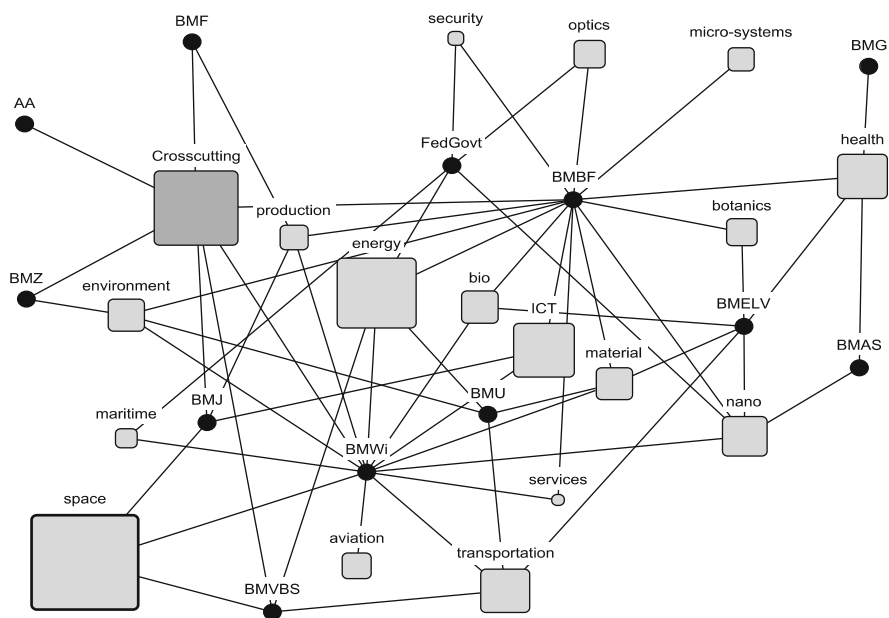 security
BMF
optics
micro-systems
BMG
AA
FedGovt
health
Crosscutting
BMBF
production
botanics
energy
BMZ
environment
bio
BMELV
ICT
BMAS
material
BMJ
BMU
nano
maritime
BMWi
services
space
aviation
transportation
BMVBS